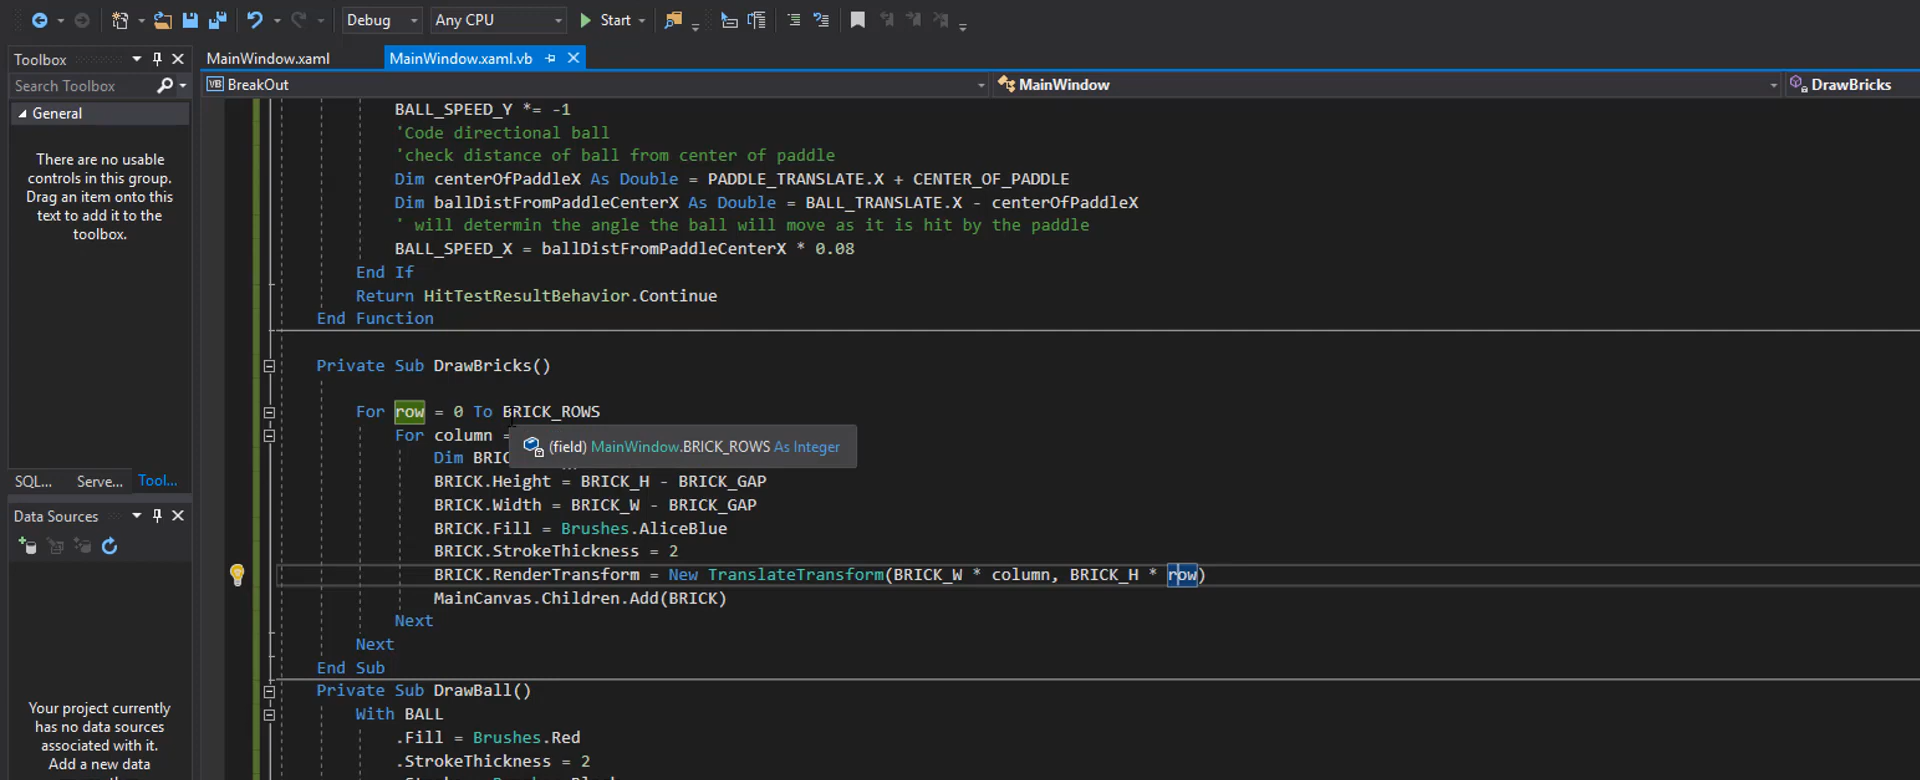 Debug Any CPU Start
Toolbox
MainWindow.xaml MainWindow.xaml.vb
Search Toolbox
VB BreakOut MainWindow DrawBricks
General
There are no usable
controls in this group.
Drag an item onto this
text to add it to the
toolbox.
SQL... Serve... Tool...
Data Sources
Your project currently
has no data sources
associated with it.
Add a new data
BALL_SPEED_Y *= -1
'Code directional ball
'check distance of ball from center of paddle
Dim centerOfPaddleX As Double = PADDLE_TRANSLATE.X + CENTER_OF_PADDLE
Dim ballDistFromPaddleCenterX As Double = BALL_TRANSLATE.X - centerOfPaddleX
' will determin the angle the ball will move as it is hit by the paddle
BALL_SPEED_X = ballDistFromPaddleCenterX * 0.08
End If
Return HitTestResultBehavior.Continue
End Function
Private Sub DrawBricks()
For row = 0 To BRICK_ROWS
For column =
(field) MainWindow.BRICK_ROWS As Integer
Dim BRIC
BRICK.Height = BRICK_H - BRICK_GAP
BRICK.Width = BRICK_W - BRICK_GAP
BRICK.Fill = Brushes.AliceBlue
BRICK.StrokeThickness = 2
BRICK.RenderTransform = New TranslateTransform(BRICK_W * column, BRICK_H * row)
MainCanvas.Children.Add(BRICK)
Next
Next
End Sub
Private Sub DrawBall()
With BALL
.Fill = Brushes.Red
.StrokeThickness = 2